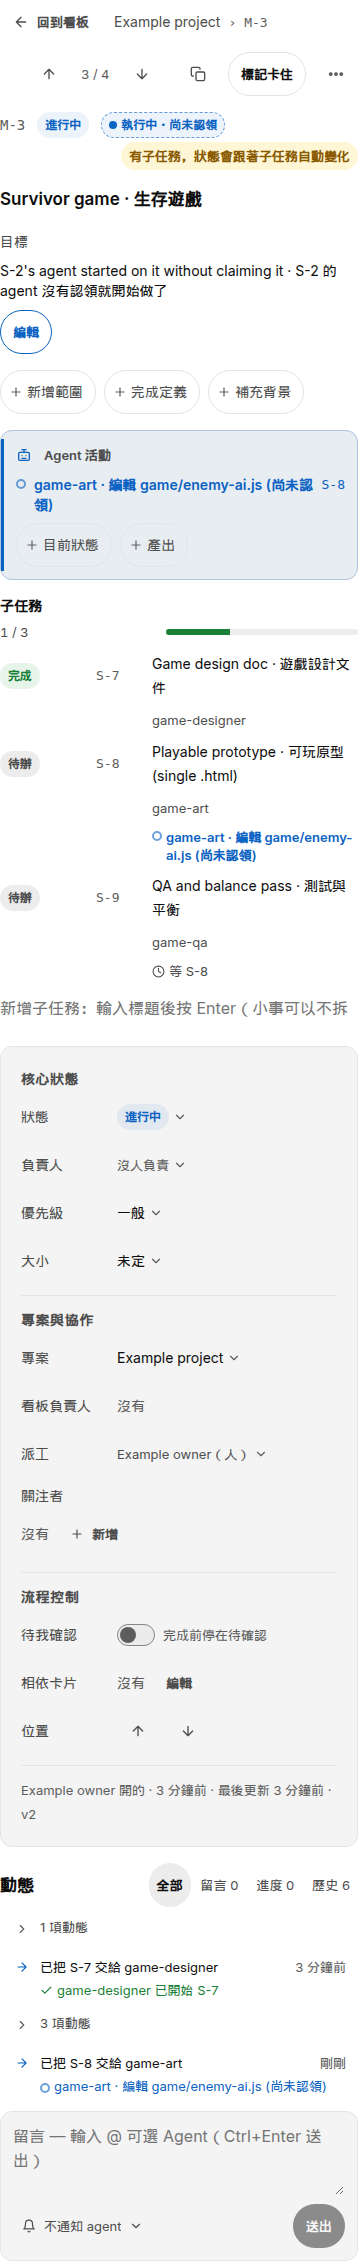 回到看板 Example project › M-3
3 / 4 標記卡住
M-3 進行中 執行中・尚未認領
有子任務，狀態會跟著子任務自動變化
Survivor game · 生存遊戲
目標
S-2's agent started on it without claiming it · S-2 的
agent 沒有認領就開始做了
編輯
新增範圍 完成定義 補充背景
Agent 活動
game-art · 編輯 game/enemy-ai.js (尚未認 S-8
領)
目前狀態 產出
子任務
1 / 3
完成 S-7 Game design doc · 遊戲設計文
件
game-designer
待辦 S-8 Playable prototype · 可玩原型
(single .html)
game-art
game-art · 編輯 game/enemy-
ai.js (尚未認領)
待辦 S-9 QA and balance pass · 測試與
平衡
game-qa
等 S-8
新增子任務：輸入標題後按 Enter（小事可以不拆
核心狀態
狀態 進行中
負責人 沒人負責
優先級 一般
大小 未定
專案與協作
專案 Example project
看板負責人 沒有
派工 Example owner（人）
關注者
沒有 新增
流程控制
待我確認 完成前停在待確認
相依卡片 沒有 編輯
位置
Example owner 開的 · 3 分鐘前 · 最後更新 3 分鐘前 ·
v2
動態 全部 留言 0 進度 0 歷史 6
1 項動態
已把 S-7 交給 game-designer 3 分鐘前
game-designer 已開始 S-7
3 項動態
已把 S-8 交給 game-art 剛剛
game-art · 編輯 game/enemy-ai.js (尚未認領)
留言 — 輸入 @ 可選 Agent（Ctrl+Enter 送
出）
不通知 agent 送出